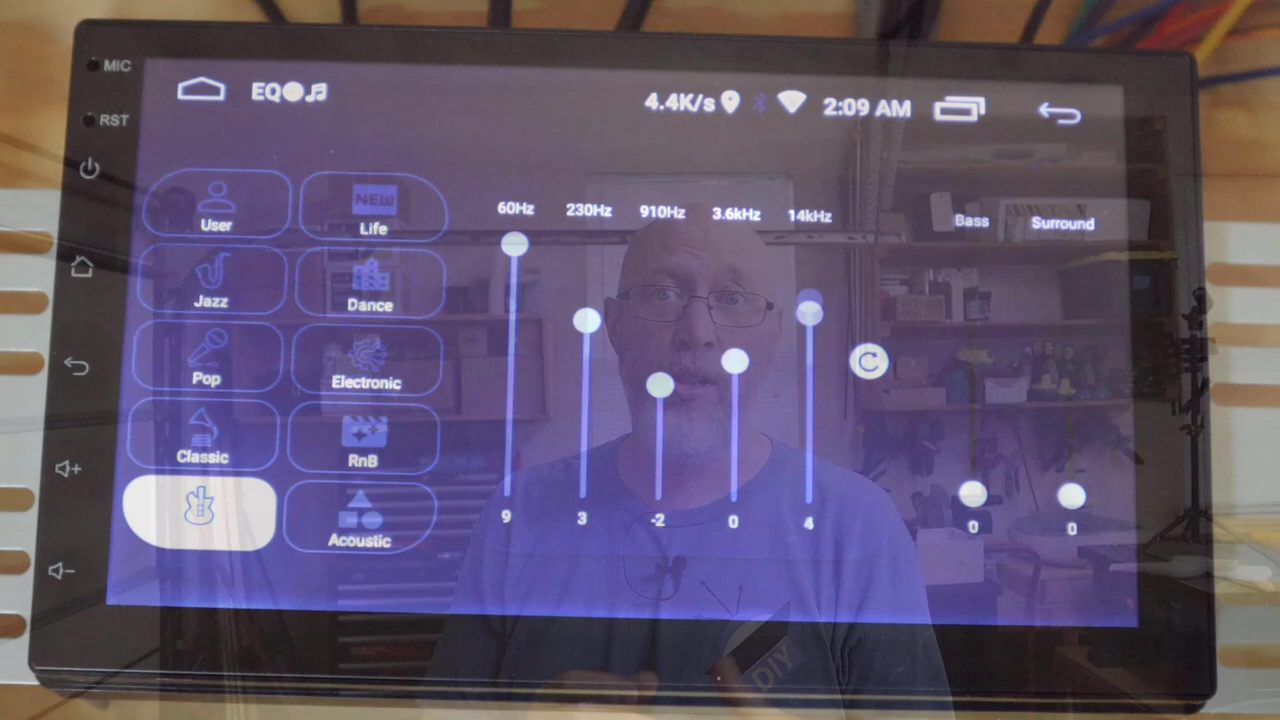 MIC
RST
EQ
4.4K/s
2:09 AM
User
NEW
Life
Jazz
Dance
Pop
Electronic
Classic
RnB
Acoustic
60Hz 230Hz 910Hz 3.6kHz 14kHz
9 3 -2 0 4
Bass Surround
0 0
DIY